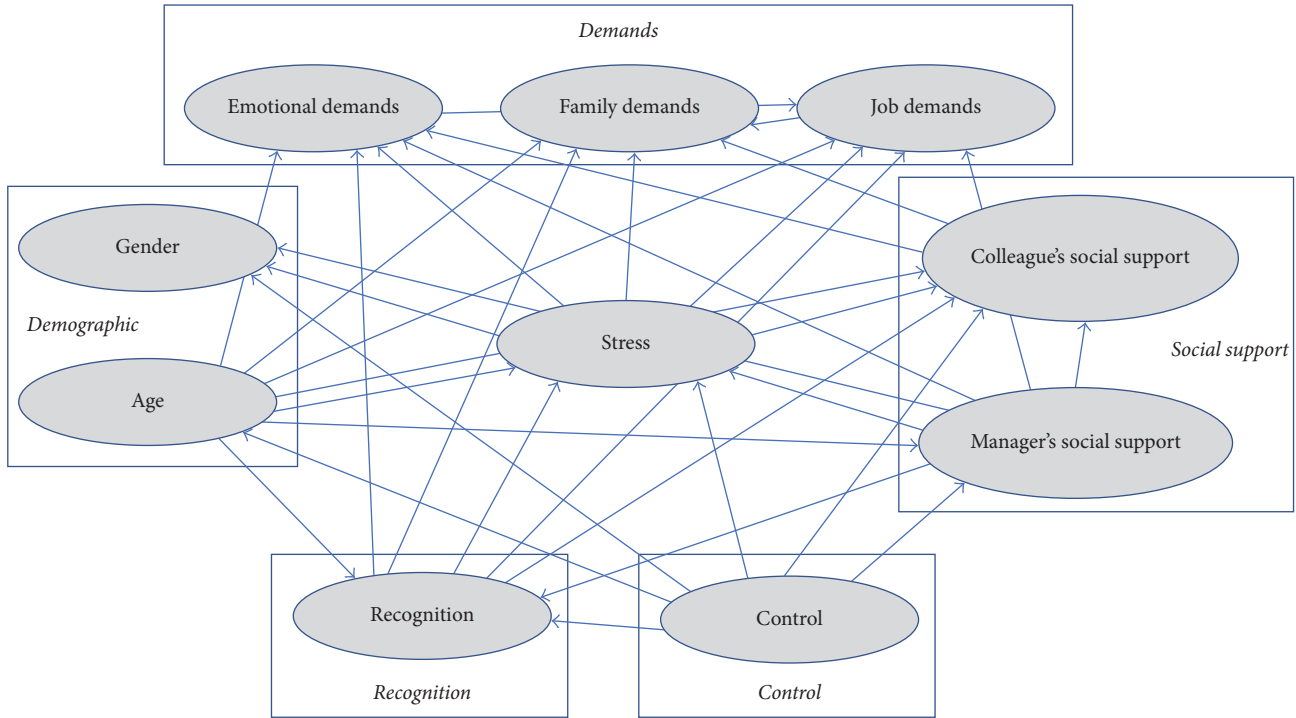 Demands
Emotional demands
Family demands
Job demands
Gender
Demographic
Age
Stress
Colleague's social support
Social support
Manager's social support
Recognition
Recognition
Control
Control